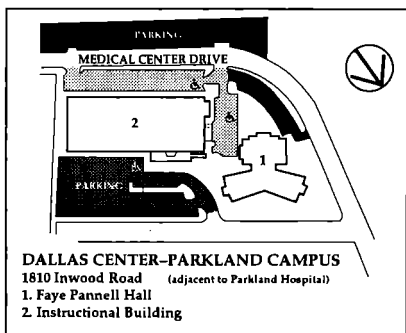 PARKING
MEDICAL CENTER DRIVE
2
1
PARKING
DALLAS CENTER–PARKLAND CAMPUS
1810 Inwood Road (adjacent to Parkland Hospital)
1. Faye Pannell Hall
2. Instructional Building